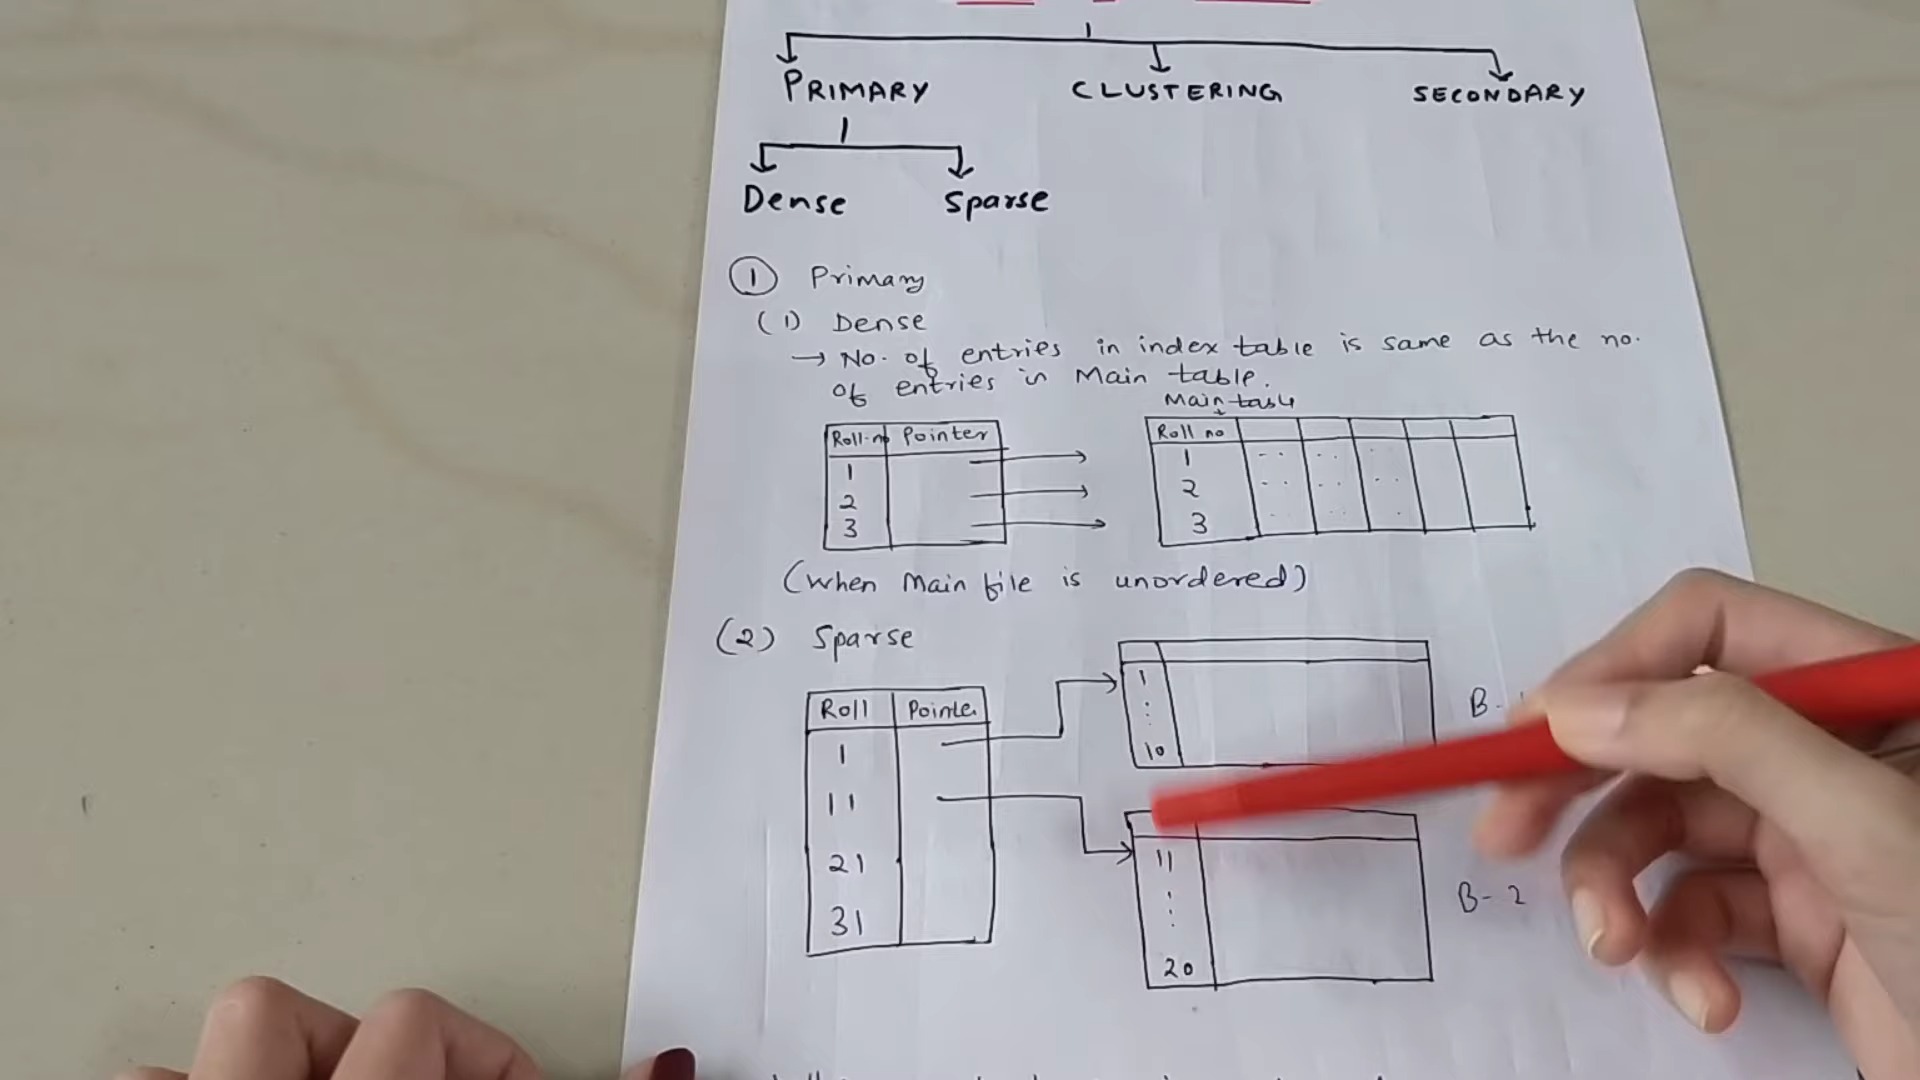 PRIMARY CLUSTERING SECONDARY
Dense Sparse
1 Primary
(1) Dense
→ No. of entries in index table is same as the no.
of entries in Main table.
Main table
Roll-no Pointer
1
2
3
Roll no
1
2
3
(When Main file is unordered)
(2) Sparse
Roll Pointe.
1
11
21
31
1
10
B-
11
20
B-2